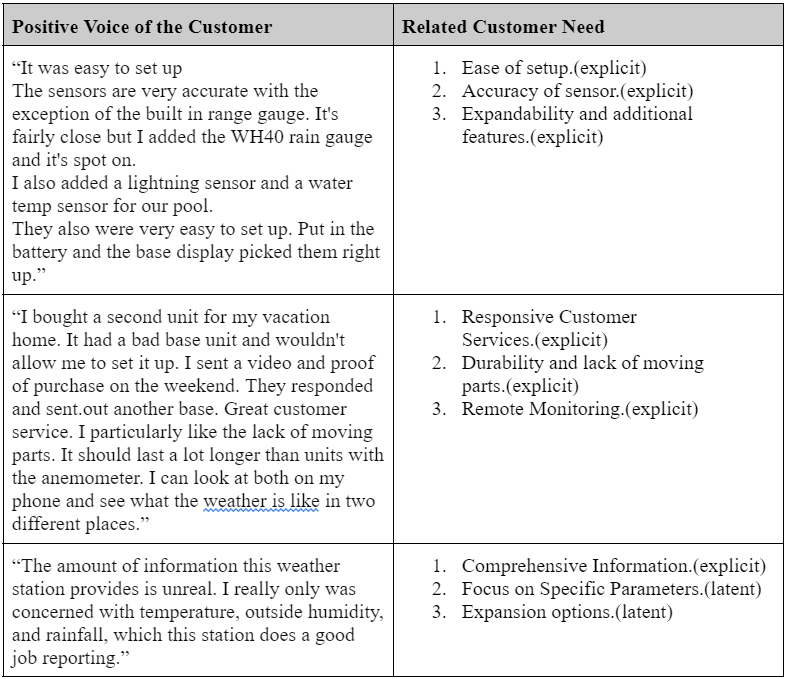 Positive Voice of the Customer
Related Customer Need
“It was easy to set up
The sensors are very accurate with the
exception of the built in range gauge. It's
fairly close but I added the WH40 rain gauge
and it's spot on.
I also added a lightning sensor and a water
temp sensor for our pool.
They also were very easy to set up. Put in the
battery and the base display picked them right
up.”
1. Ease of setup.(explicit)
2. Accuracy of sensor.(explicit)
3. Expandability and additional
features.(explicit)
“I bought a second unit for my vacation
home. It had a bad base unit and wouldn't
allow me to set it up. I sent a video and proof
of purchase on the weekend. They responded
and sent.out another base. Great customer
service. I particularly like the lack of moving
parts. It should last a lot longer than units with
the anemometer. I can look at both on my
phone and see what the weather is like in two
different places.”
1. Responsive Customer
Services.(explicit)
2. Durability and lack of moving
parts.(explicit)
3. Remote Monitoring.(explicit)
“The amount of information this weather
station provides is unreal. I really only was
concerned with temperature, outside humidity,
and rainfall, which this station does a good
job reporting.”
1. Comprehensive Information.(explicit)
2. Focus on Specific Parameters.(latent)
3. Expansion options.(latent)